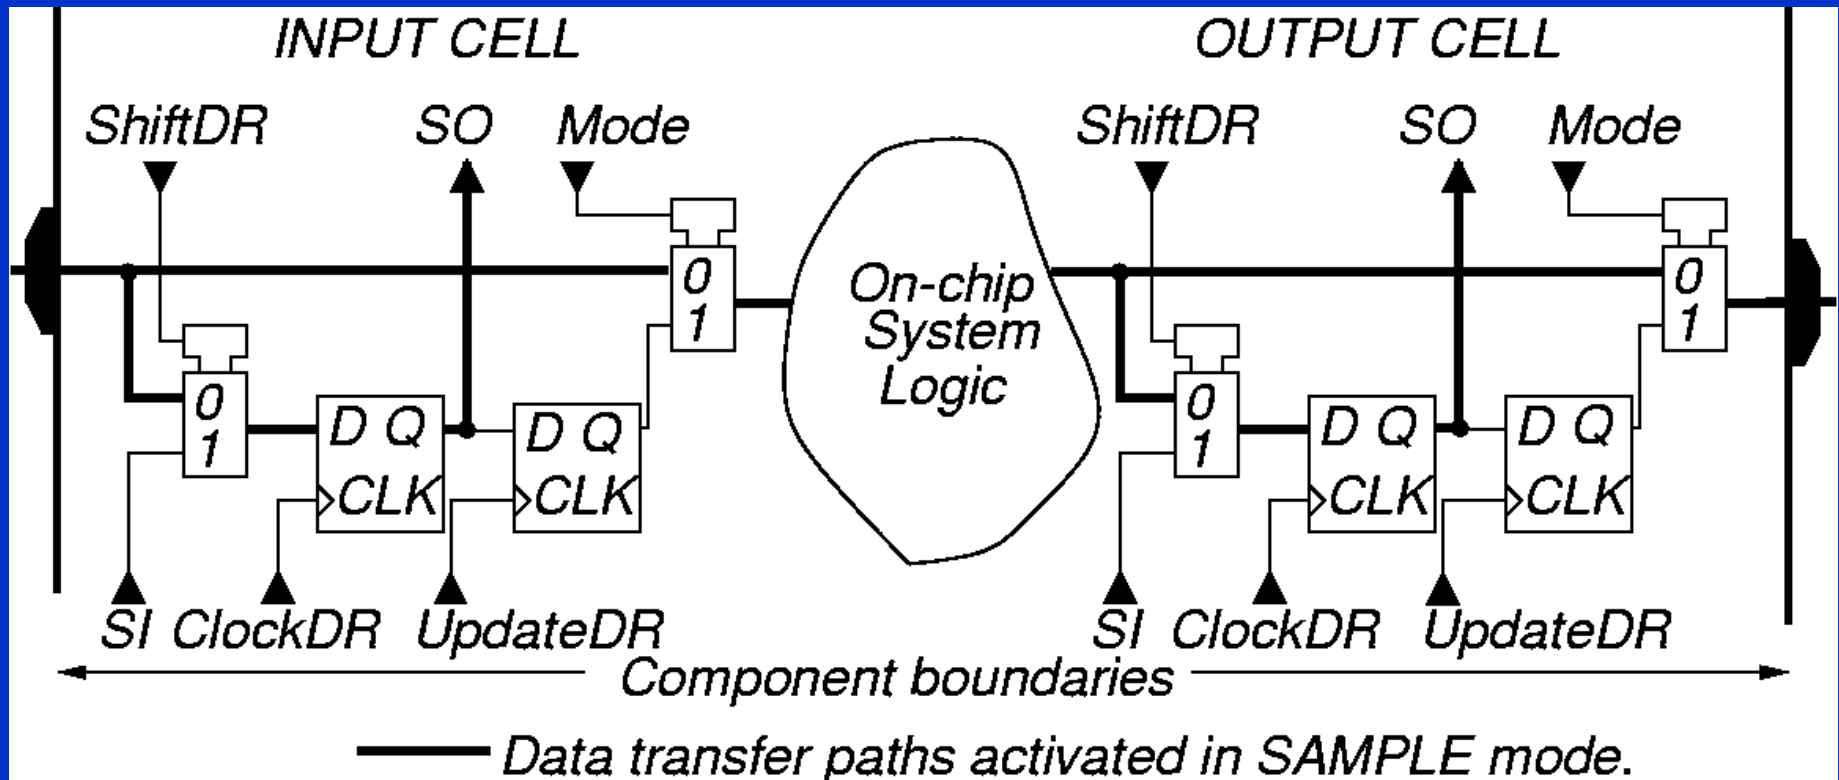 INPUT CELL
OUTPUT CELL
ShiftDR
SO
Mode
ShiftDR
SO
Mode
0
1
On-chip
System
Logic
0
1
0
1
D Q
CLK
D Q
CLK
0
1
D Q
CLK
D Q
CLK
SI
ClockDR
UpdateDR
SI
ClockDR
UpdateDR
Component boundaries
Data transfer paths activated in SAMPLE mode.